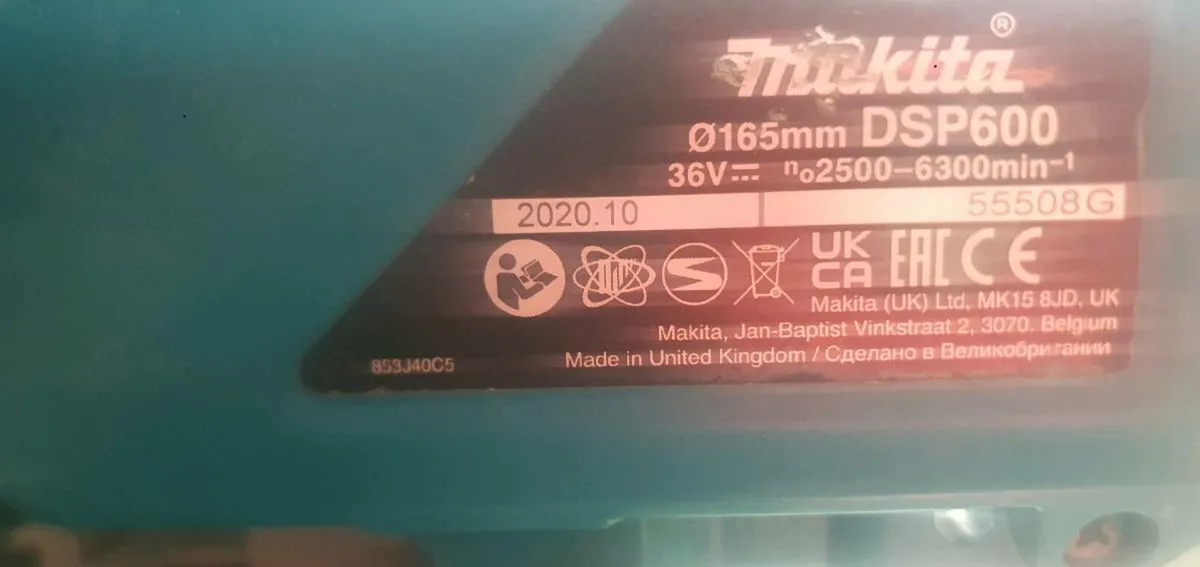 Makita®
Ø165mm DSP600
36V⎓ no2500–6300min-1
2020.10 55508G
UK CA EAC CE
Makita (UK) Ltd, MK15 8JD, UK
Makita, Jan-Baptist Vinkstraat 2, 3070. Belgium
853J40C5 Made in United Kingdom / Сделано в Великобритании